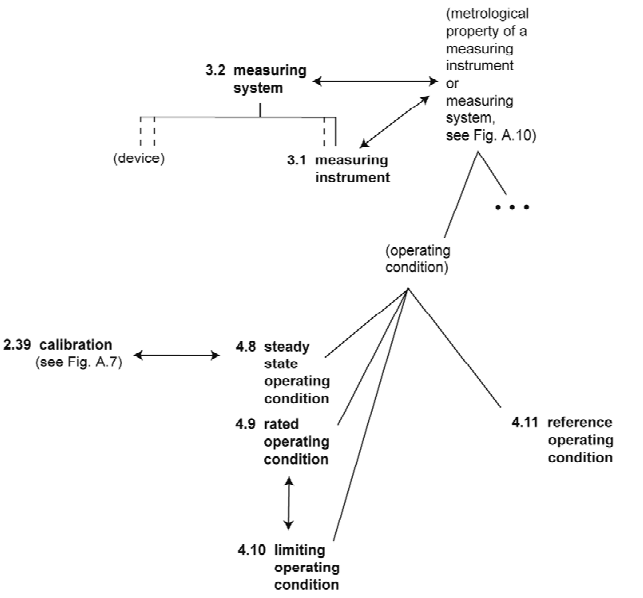 (metrological
property of a
measuring
instrument
or
measuring
system,
see Fig. A.10)
3.2 measuring
system
(device)
3.1 measuring
instrument
• • •
(operating
condition)
2.39 calibration
(see Fig. A.7)
4.8 steady
state
operating
condition
4.9 rated
operating
condition
4.11 reference
operating
condition
4.10 limiting
operating
condition